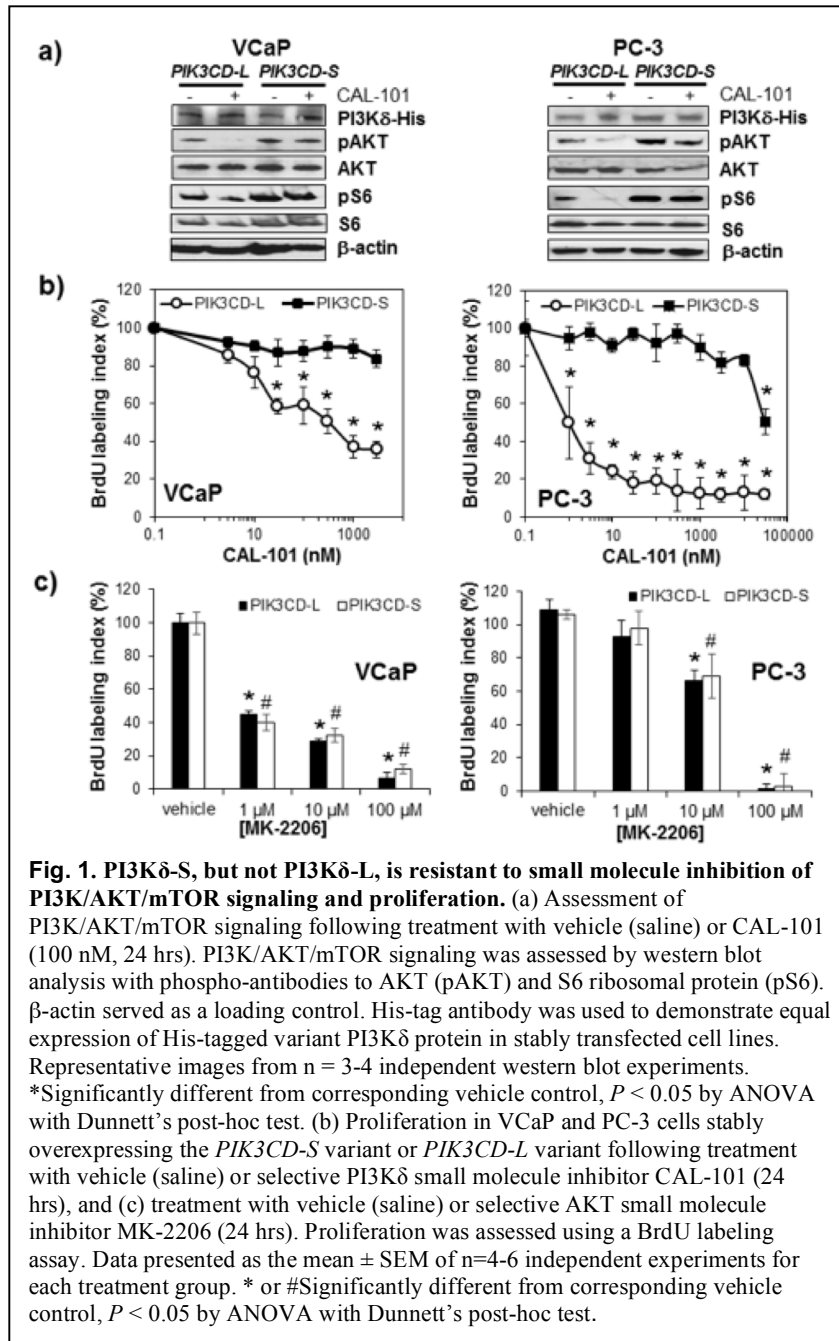 a)
VCaP
PC-3
PIK3CD-L PIK3CD-S
PIK3CD-L PIK3CD-S
- + - + CAL-101
- + - + CAL-101
PI3Kδ-His
PI3Kδ-His
pAKT
pAKT
AKT
AKT
pS6
pS6
S6
S6
β-actin
β-actin
b)
BrdU labeling index (%)
120
100
80
60
40
20
0
PIK3CD-L PIK3CD-S
* * * * *
VCaP
0.1 10 1000
CAL-101 (nM)
BrdU labeling index (%)
120
100
80
60
40
20
0
PIK3CD-L PIK3CD-S
*
* * * * * * * * * *
PC-3
0.1 10 1000 100000
CAL-101 (nM)
c)
BrdU labeling index (%)
120
100
80
60
40
20
0
PIK3CD-L PIK3CD-S
VCaP
* # * # * #
vehicle 1 µM 10 µM 100 µM
[MK-2206]
BrdU labeling index (%)
120
100
80
60
40
20
0
PIK3CD-L PIK3CD-S
PC-3
* # * #
vehicle 1 µM 10 µM 100 µM
[MK-2206]
Fig. 1. PI3Kδ-S, but not PI3Kδ-L, is resistant to small molecule inhibition of
PI3K/AKT/mTOR signaling and proliferation. (a) Assessment of
PI3K/AKT/mTOR signaling following treatment with vehicle (saline) or CAL-101
(100 nM, 24 hrs). PI3K/AKT/mTOR signaling was assessed by western blot
analysis with phospho-antibodies to AKT (pAKT) and S6 ribosomal protein (pS6).
β-actin served as a loading control. His-tag antibody was used to demonstrate equal
expression of His-tagged variant PI3Kδ protein in stably transfected cell lines.
Representative images from n = 3-4 independent western blot experiments.
*Significantly different from corresponding vehicle control, P < 0.05 by ANOVA
with Dunnett's post-hoc test. (b) Proliferation in VCaP and PC-3 cells stably
overexpressing the PIK3CD-S variant or PIK3CD-L variant following treatment
with vehicle (saline) or selective PI3Kδ small molecule inhibitor CAL-101 (24
hrs), and (c) treatment with vehicle (saline) or selective AKT small molecule
inhibitor MK-2206 (24 hrs). Proliferation was assessed using a BrdU labeling
assay. Data presented as the mean ± SEM of n=4-6 independent experiments for
each treatment group. * or #Significantly different from corresponding vehicle
control, P < 0.05 by ANOVA with Dunnett's post-hoc test.